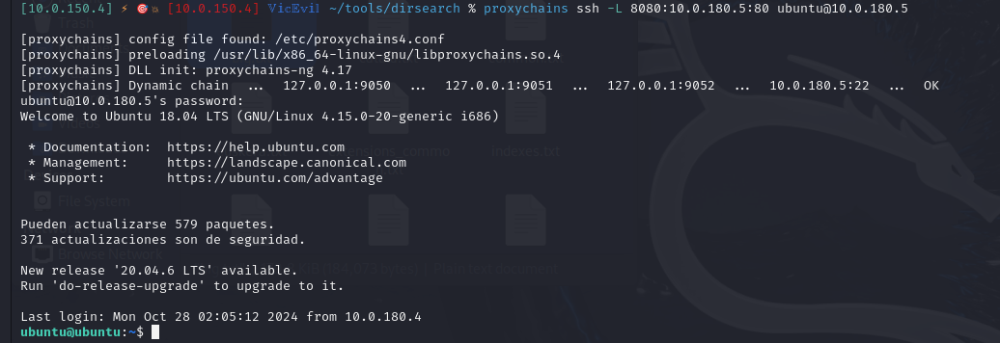 [10.0.150.4] ⚡ 🎯💥 [10.0.150.4] VicEvil ~/tools/dirsearch % proxychains ssh -L 8080:10.0.180.5:80 ubuntu@10.0.180.5
[proxychains] config file found: /etc/proxychains4.conf
[proxychains] preloading /usr/lib/x86_64-linux-gnu/libproxychains.so.4
[proxychains] DLL init: proxychains-ng 4.17
[proxychains] Dynamic chain  ...  127.0.0.1:9050  ...  127.0.0.1:9051  ...  127.0.0.1:9052  ...  10.0.180.5:22  ...  OK
ubuntu@10.0.180.5's password:
Welcome to Ubuntu 18.04 LTS (GNU/Linux 4.15.0-20-generic i686)
 * Documentation:  https://help.ubuntu.com
 * Management:     https://landscape.canonical.com
 * Support:        https://ubuntu.com/advantage
indexes.txt
File System
Browse Network
Pueden actualizarse 579 paquetes.
371 actualizaciones son de seguridad.
New release '20.04.6 LTS' available.
Run 'do-release-upgrade' to upgrade to it.
Last login: Mon Oct 28 02:05:12 2024 from 10.0.180.4
ubuntu@ubuntu:~$